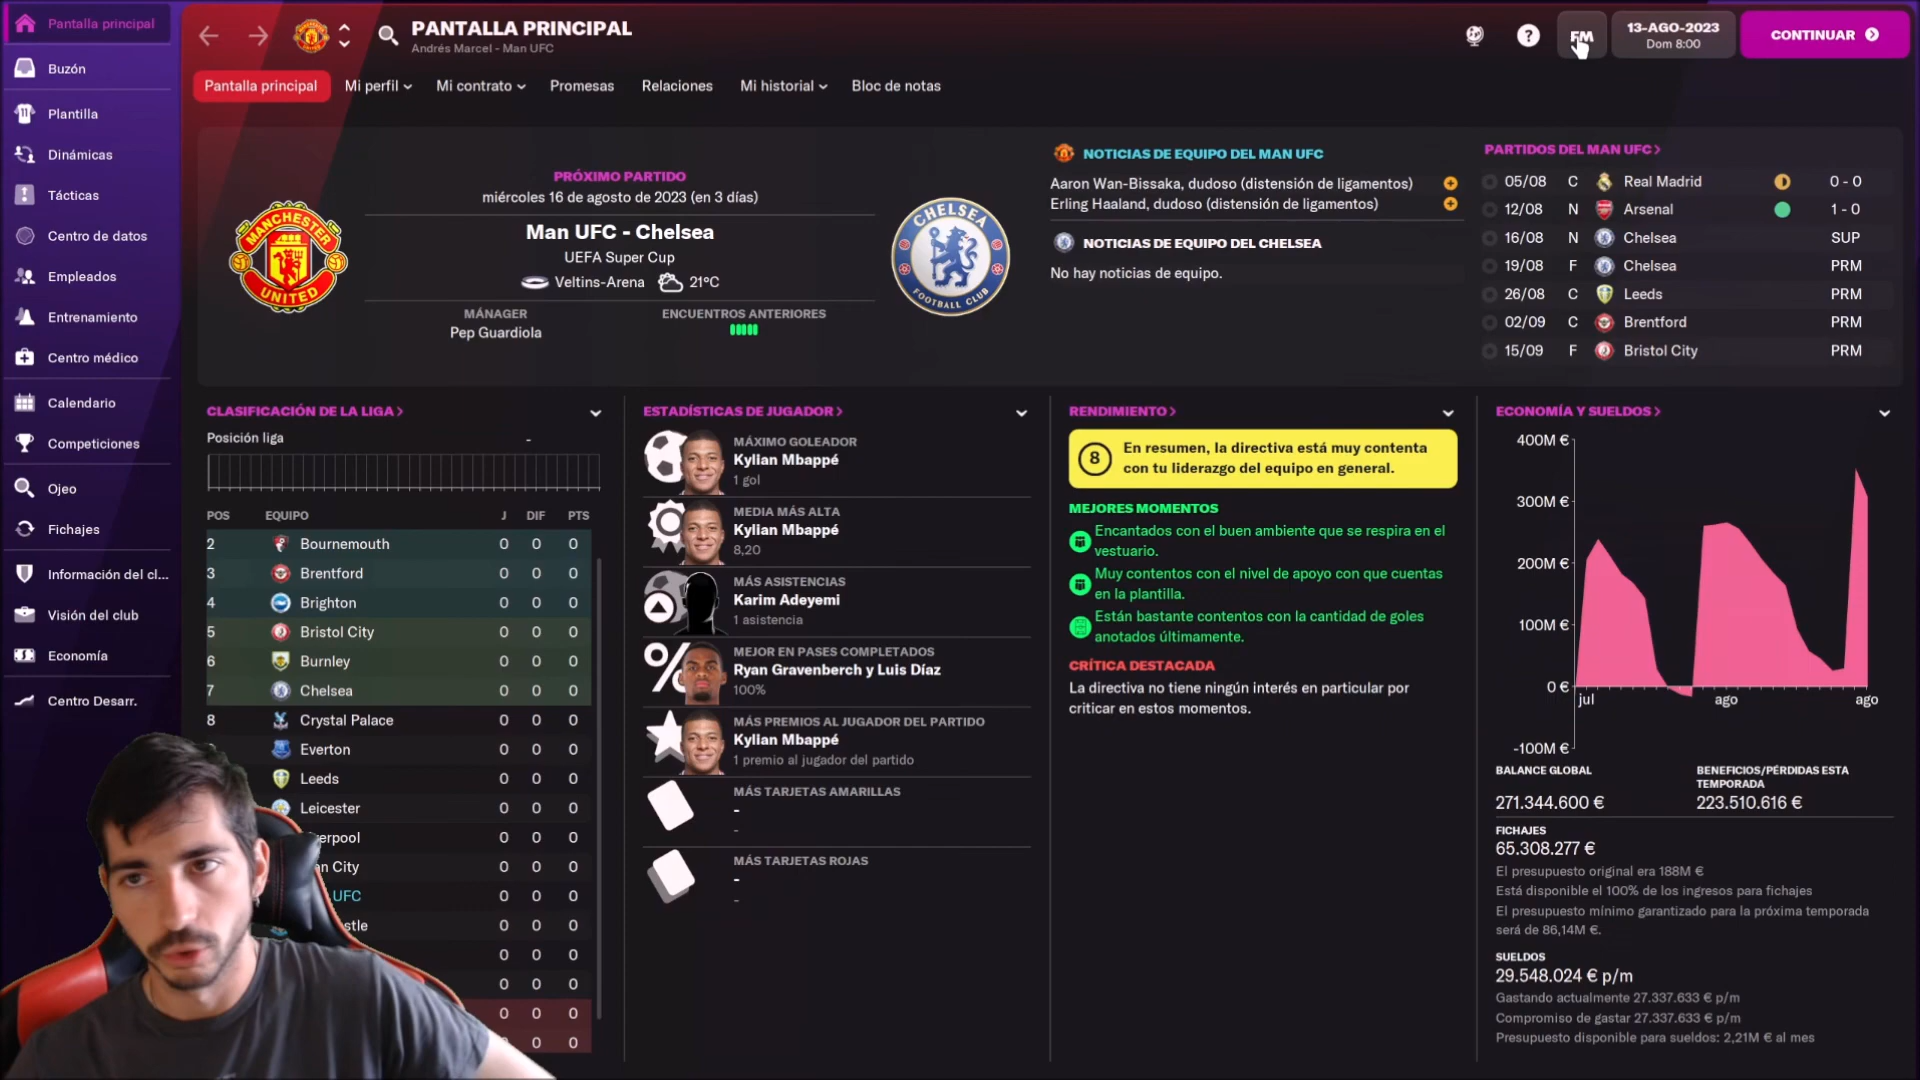 Pantalla principal
Buzón
Plantilla
Dinámicas
Tácticas
Centro de datos
Empleados
Entrenamiento
Centro médico
Calendario
Competiciones
Ojeo
Fichajes
Información del cl...
Visión del club
Economía
Centro Desarr.
PANTALLA PRINCIPAL
Andrés Marcel - Man UFC
FM
13-AGO-2023
Dom 8:00
CONTINUAR
Pantalla principal Mi perfil Mi contrato Promesas Relaciones Mi historial Bloc de notas
PRÓXIMO PARTIDO
miércoles 16 de agosto de 2023 (en 3 días)
Man UFC - Chelsea
UEFA Super Cup
Veltins-Arena 21°C
MÁNAGER
Pep Guardiola
ENCUENTROS ANTERIORES
MANCHESTER
UNITED
CHELSEA
FOOTBALL CLUB
NOTICIAS DE EQUIPO DEL MAN UFC
Aaron Wan-Bissaka, dudoso (distensión de ligamentos)
Erling Haaland, dudoso (distensión de ligamentos)
NOTICIAS DE EQUIPO DEL CHELSEA
No hay noticias de equipo.
PARTIDOS DEL MAN UFC>
05/08 C Real Madrid 0 - 0
12/08 N Arsenal 1 - 0
16/08 N Chelsea SUP
19/08 F Chelsea PRM
26/08 C Leeds PRM
02/09 C Brentford PRM
15/09 F Bristol City PRM
CLASIFICACIÓN DE LA LIGA>
Posición liga -
POS EQUIPO J DIF PTS
2 Bournemouth 0 0 0
3 Brentford 0 0 0
4 Brighton 0 0 0
5 Bristol City 0 0 0
6 Burnley 0 0 0
7 Chelsea 0 0 0
8 Crystal Palace 0 0 0
Everton 0 0 0
Leeds 0 0 0
Leicester 0 0 0
erpool 0 0 0
n City 0 0 0
UFC 0 0 0
stle 0 0 0
0 0 0
0 0 0
0 0 0
0 0
ESTADÍSTICAS DE JUGADOR>
MÁXIMO GOLEADOR
Kylian Mbappé
1 gol
MEDIA MÁS ALTA
Kylian Mbappé
8,20
MÁS ASISTENCIAS
Karim Adeyemi
1 asistencia
MEJOR EN PASES COMPLETADOS
Ryan Gravenberch y Luis Díaz
100%
MÁS PREMIOS AL JUGADOR DEL PARTIDO
Kylian Mbappé
1 premio al jugador del partido
MÁS TARJETAS AMARILLAS
-
-
MÁS TARJETAS ROJAS
-
-
RENDIMIENTO>
8
En resumen, la directiva está muy contenta
con tu liderazgo del equipo en general.
MEJORES MOMENTOS
Encantados con el buen ambiente que se respira en el
vestuario.
Muy contentos con el nivel de apoyo con que cuentas
en la plantilla.
Están bastante contentos con la cantidad de goles
anotados últimamente.
CRÍTICA DESTACADA
La directiva no tiene ningún interés en particular por
criticar en estos momentos.
ECONOMÍA Y SUELDOS>
400M €
300M €
200M €
100M €
0 €
-100M €
jul ago ago
BALANCE GLOBAL
271.344.600 €
BENEFICIOS/PÉRDIDAS ESTA
TEMPORADA
223.510.616 €
FICHAJES
65.308.277 €
El presupuesto original era 188M €
Está disponible el 100% de los ingresos para fichajes
El presupuesto mínimo garantizado para la próxima temporada
será de 86,14M €.
SUELDOS
29.548.024 € p/m
Gastando actualmente 27.337.633 € p/m
Compromiso de gastar 27.337.633 € p/m
Presupuesto disponible para sueldos: 2,21M € al mes